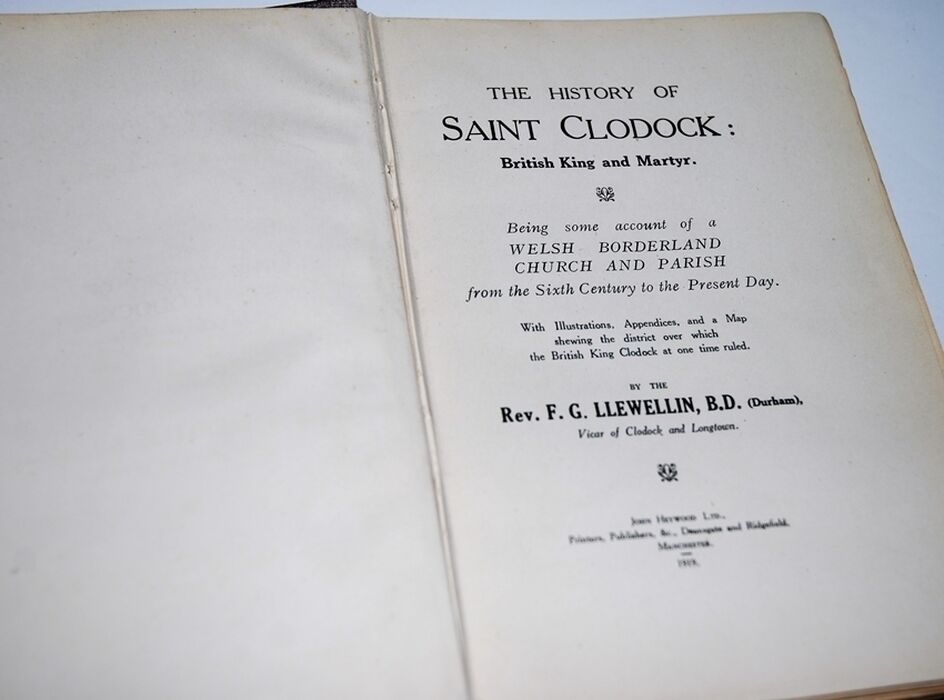 THE HISTORY OF
SAINT CLODOCK:
British King and Martyr.
Being some account of a
WELSH BORDERLAND
CHURCH AND PARISH
from the Sixth Century to the Present Day.
With Illustrations, Appendices, and a Map
shewing the district over which
the British King Clodock at one time ruled.
BY THE
Rev. F. G. LLEWELLIN, B.D. (Durham),
Vicar of Clodock and Longtown.
JOHN HEYWOOD LTD.,
Printers, Publishers, &c., Deansgate and Ridgefield,
MANCHESTER.
1919.